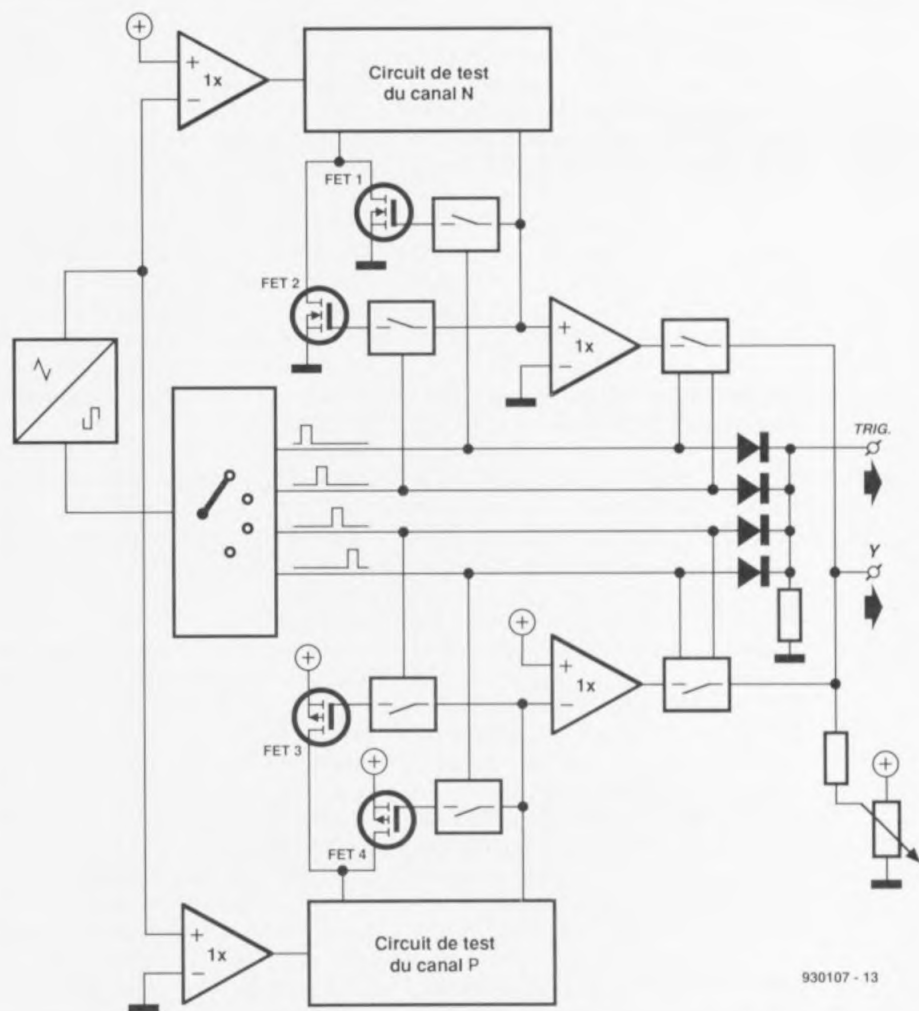 +
+
1x
−
Circuit de test
du canal N
FET 1
FET 2
+
1x
−
TRIG.
Y
+
+
1x
−
+
FET 3
+
FET 4
+
+
1x
−
Circuit de test
du canal P
930107 - 13